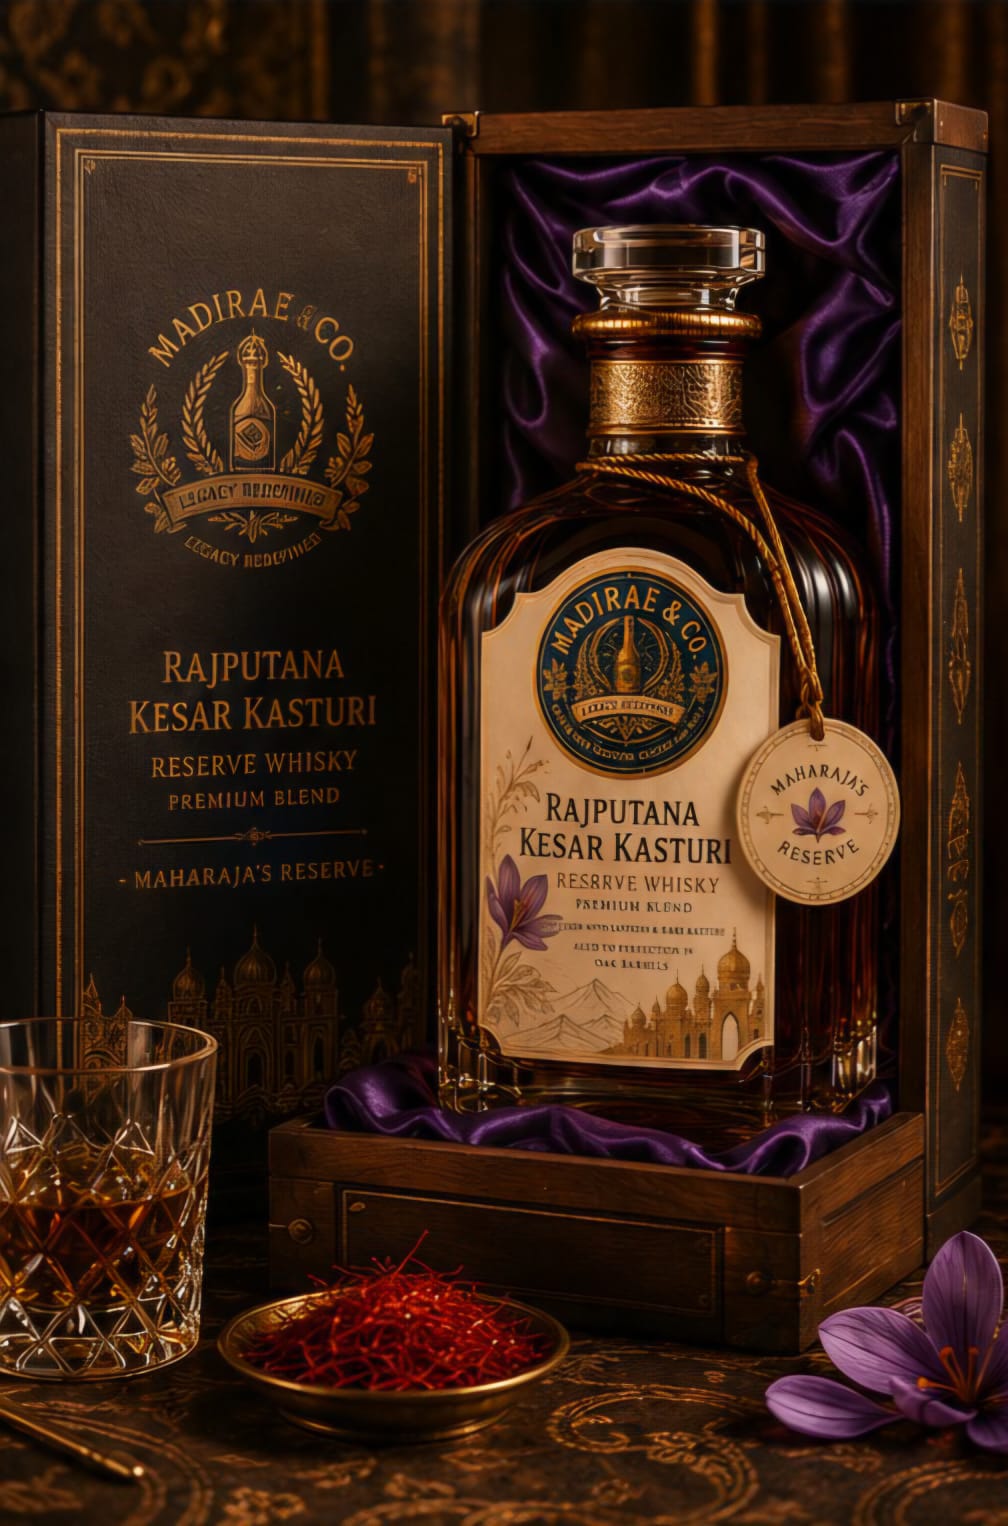 MADIRAE & CO.
RAJPUTANA
KESAR KASTURI
RESERVE WHISKY
PREMIUM BLEND
MAHARAJA'S RESERVE
MADIRAE & CO.
RAJPUTANA
KESAR KASTURI
RESERVE WHISKY
PREMIUM BLEND
MAHARAJA'S
RESERVE